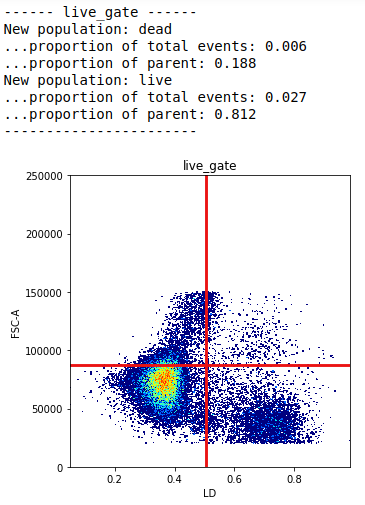 ------ live_gate ------
New population: dead
...proportion of total events: 0.006
...proportion of parent: 0.188
New population: live
...proportion of total events: 0.027
...proportion of parent: 0.812
-----------------------
live_gate
250000
200000
150000
FSC-A
100000
50000
0
0.2 0.4 0.6 0.8
LD